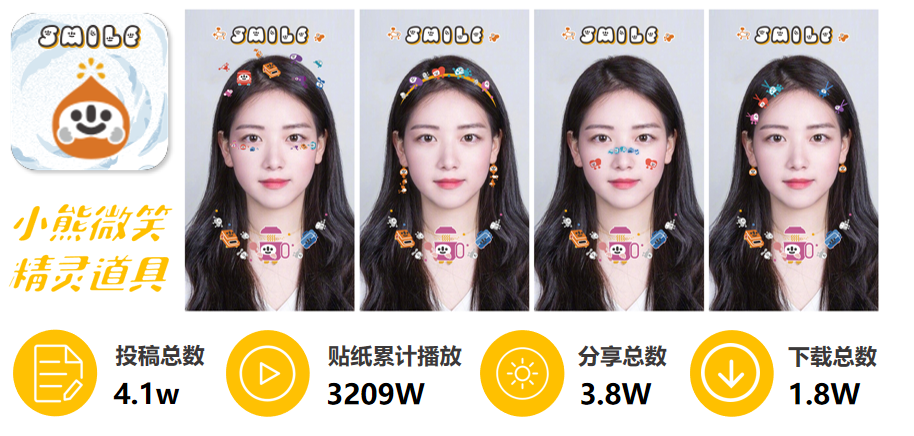 SMILE
SMILE
SMILE
SMILE
SMILE
小熊微笑
精灵道具
投稿总数
4.1w
贴纸累计播放
3209W
分享总数
3.8W
下载总数
1.8W